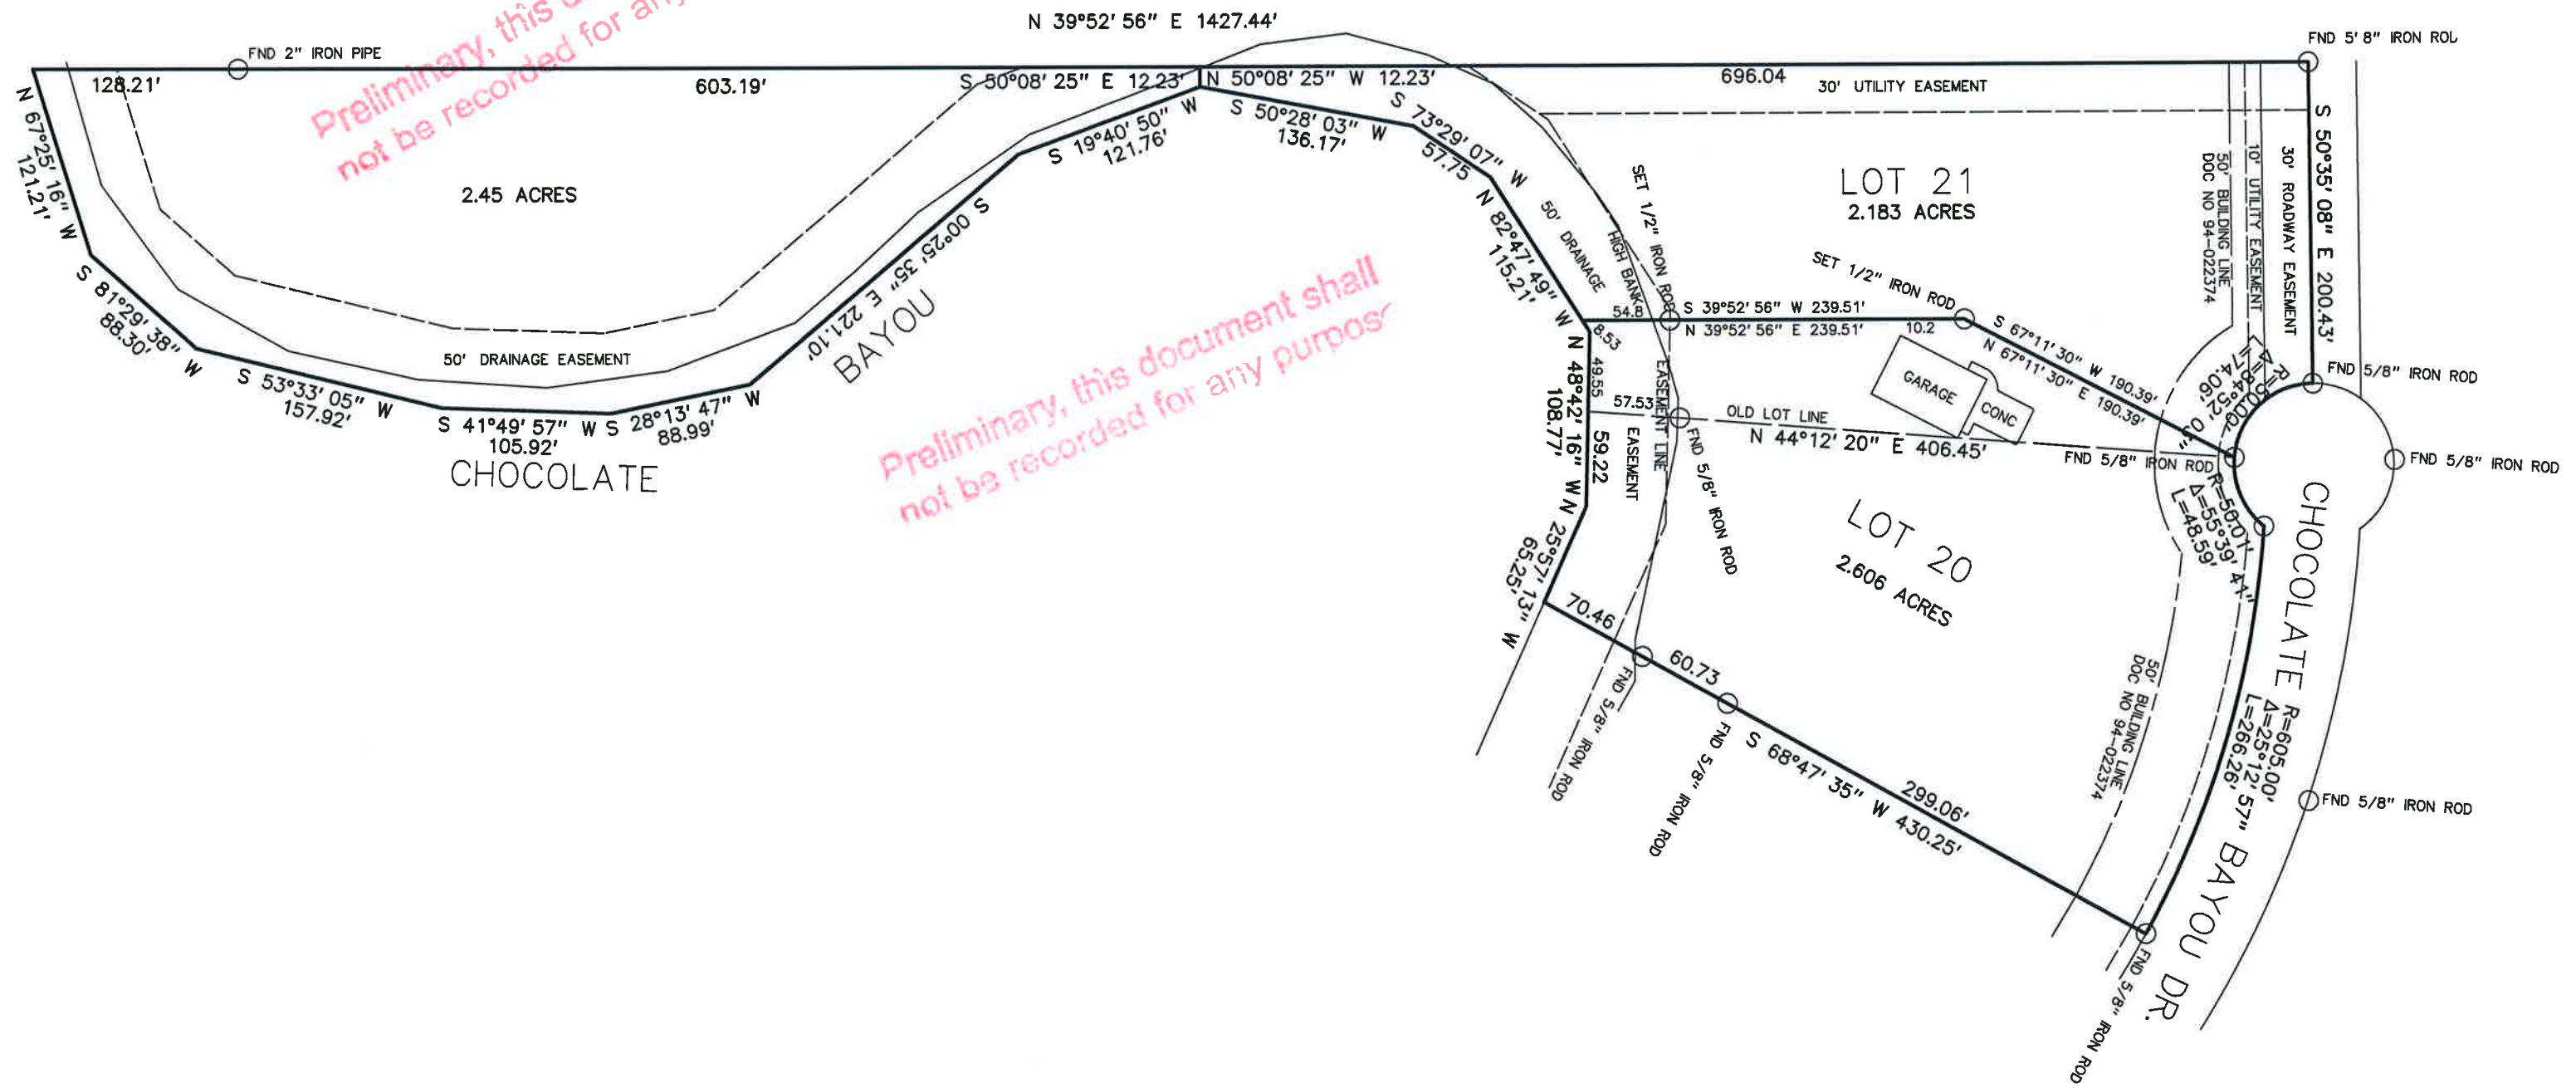 N 39°52' 56" E 1427.44'
Preliminary, this
not be recorded for
FND 2" IRON PIPE
128.21'
603.19'
S 50°08' 25" E 12.23'
N 50°08' 25" W 12.23'
696.04
30' UTILITY EASEMENT
FND 5' 8" IRON ROL
N 67°25' 16" W
121.21'
2.45 ACRES
S 81°29' 38" W
88.30'
S 53°33' 05" W
157.92'
50' DRAINAGE EASEMENT
S 41°49' 57" W
105.92'
S 28°13' 47" W
88.99'
CHOCOLATE
S 00°25' 35" E 221.10'
BAYOU
S 19°40' 50" W
121.76'
S 50°28' 03" W
136.17'
S 73°29' 07" W
57.75
N 82°47' 49" W
115.21'
50' DRAINAGE
HIGH BANK
SET 1/2" IRON ROD
LOT 21
2.183 ACRES
50' BUILDING LINE
DOC NO 94-022374
10' UTILITY EASEMENT
30' ROADWAY EASEMENT
S 50°35' 08" E 200.43'
Preliminary, this document shall
not be recorded for any purpos
54.8
8.53
S 39°52' 56" W 239.51'
N 39°52' 56" E 239.51'
10.2
SET 1/2" IRON ROD
S 67°11' 30" W 190.39'
N 67°11' 30" E 190.39'
R=50.00'
Δ=84°52' 03"
L=74.06'
FND 5/8" IRON ROD
N 48°42' 16" W
108.77'
49.55
57.53
59.22
EASEMENT
EASEMENT LINE
FND 5/8" IRON ROD
OLD LOT LINE
N 44°12' 20" E 406.45'
GARAGE
CONC
FND 5/8" IRON ROD
FND 5/8" IRON ROD
R=50.01'
Δ=55°39' 41"
L=48.59'
N 25°57' 13" W
65.25'
LOT 20
2.606 ACRES
70.46
60.73
FND 5/8" IRON ROD
FND 5/8" IRON ROD
299.06'
S 68°47' 35" W 430.25'
50' BUILDING LINE
DOC NO 94-022374
R=605.00'
Δ=25°12' 57"
L=266.26'
CHOCOLATE BAYOU DR.
FND 5/8" IRON ROD
FND 5/8" IRON ROD